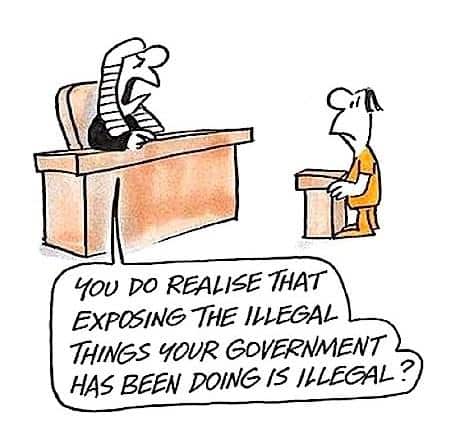 YOU DO REALISE THAT
EXPOSING THE ILLEGAL
THINGS YOUR GOVERNMENT
HAS BEEN DOING IS ILLEGAL?